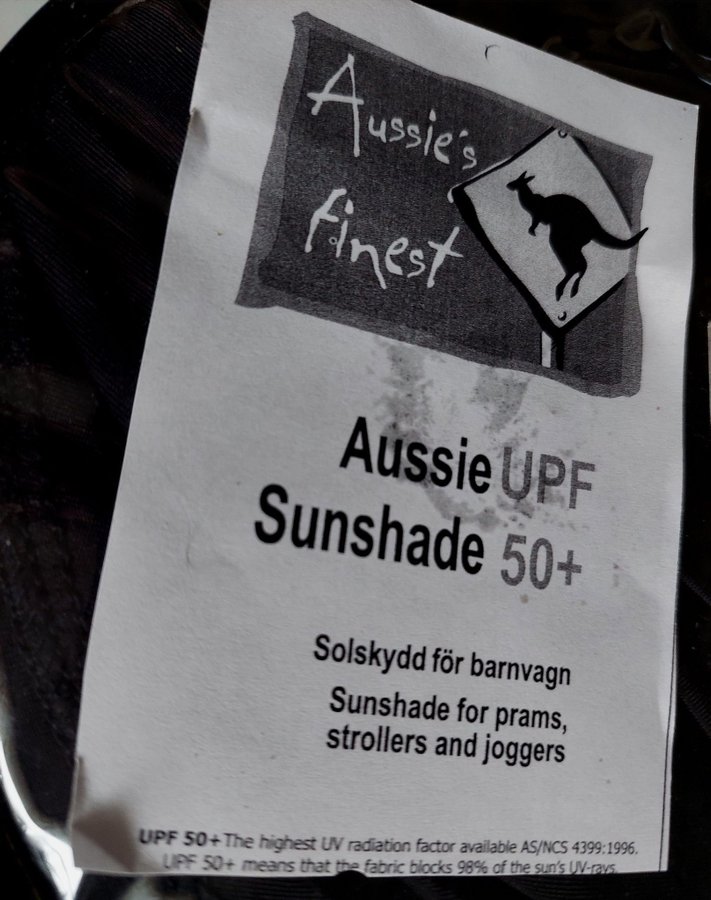 Aussie's
finest
Aussie UPF
Sunshade 50+
Solskydd för barnvagn
Sunshade for prams,
strollers and joggers
UPF 50+ The highest UV radiation factor available AS/NCS 4399:1996.
UPF 50+ means that the fabric blocks 98% of the sun's UV-rays.